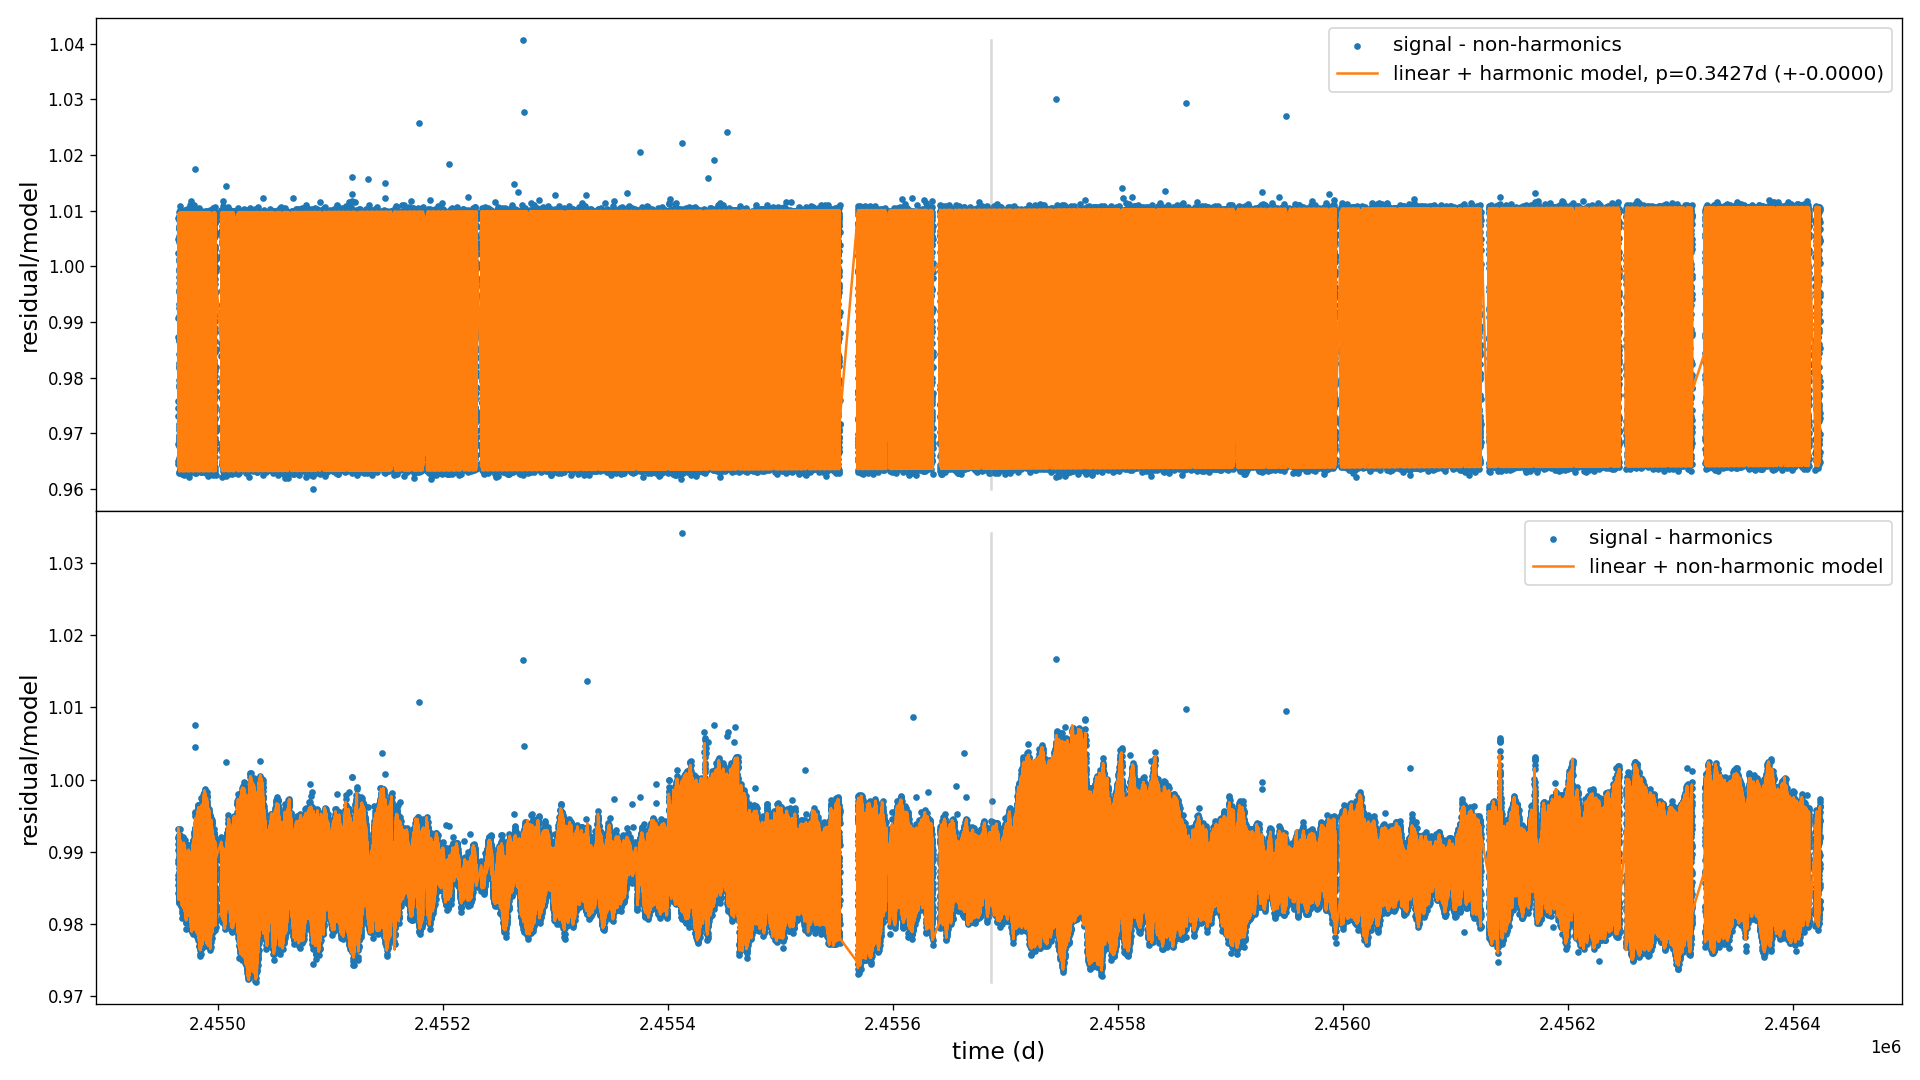 signal - non-harmonics
linear + harmonic model, p=0.3427d (+-0.0000)
residual/model
1.04
1.03
1.02
1.01
1.00
0.99
0.98
0.97
0.96
signal - harmonics
linear + non-harmonic model
residual/model
1.03
1.02
1.01
1.00
0.99
0.98
0.97
2.4550 2.4552 2.4554 2.4556 2.4558 2.4560 2.4562 2.4564
time (d)
1e6